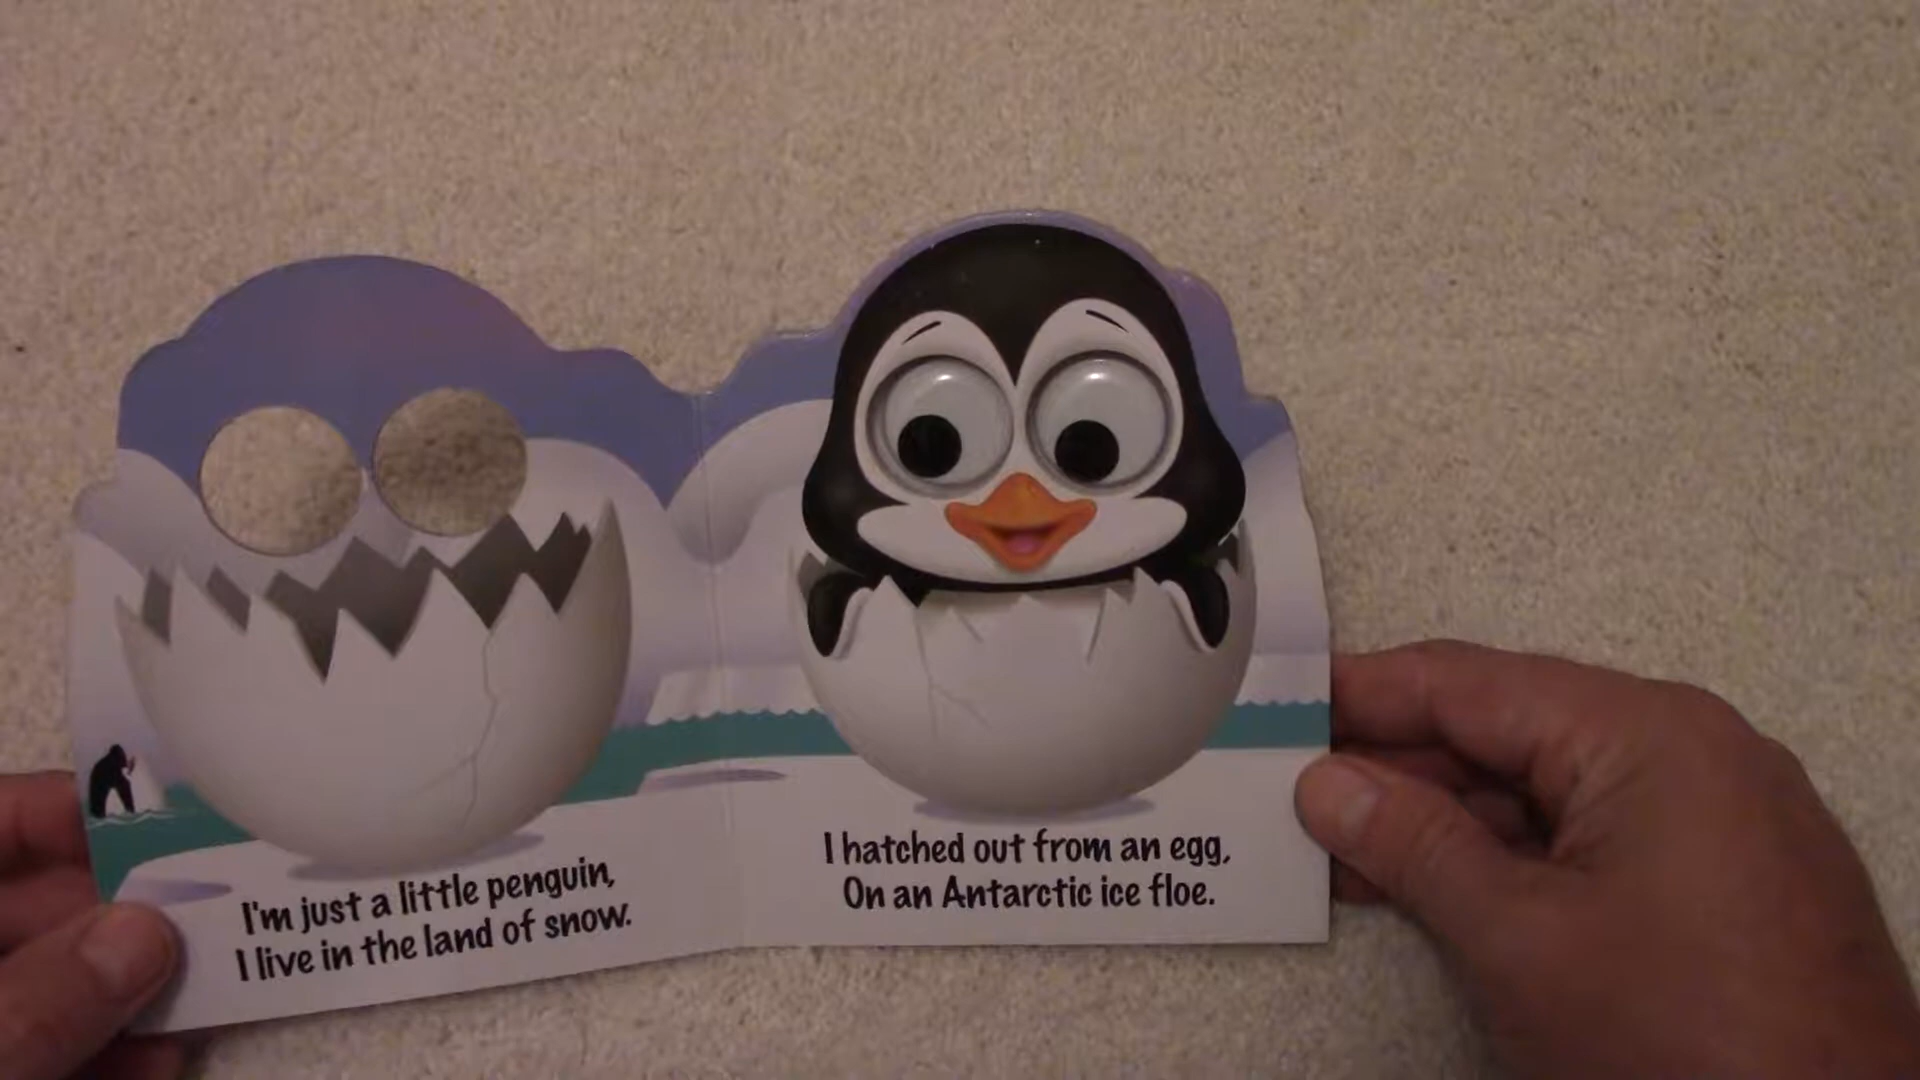 I'm just a little penguin,
I live in the land of snow.
I hatched out from an egg,
On an Antarctic ice floe.